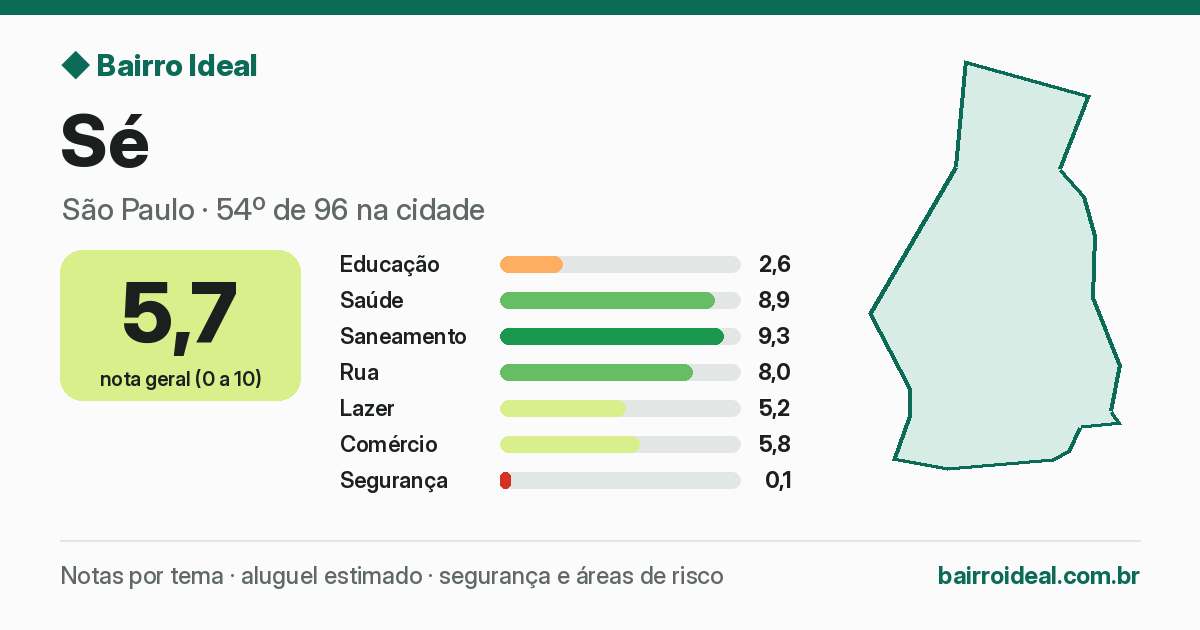 Bairro Ideal
Sé
São Paulo · 54º de 96 na cidade
5,7
nota geral (0 a 10)
Educação 2,6
Saúde 8,9
Saneamento 9,3
Rua 8,0
Lazer 5,2
Comércio 5,8
Segurança 0,1
Notas por tema · aluguel estimado · segurança e áreas de risco
bairroideal.com.br